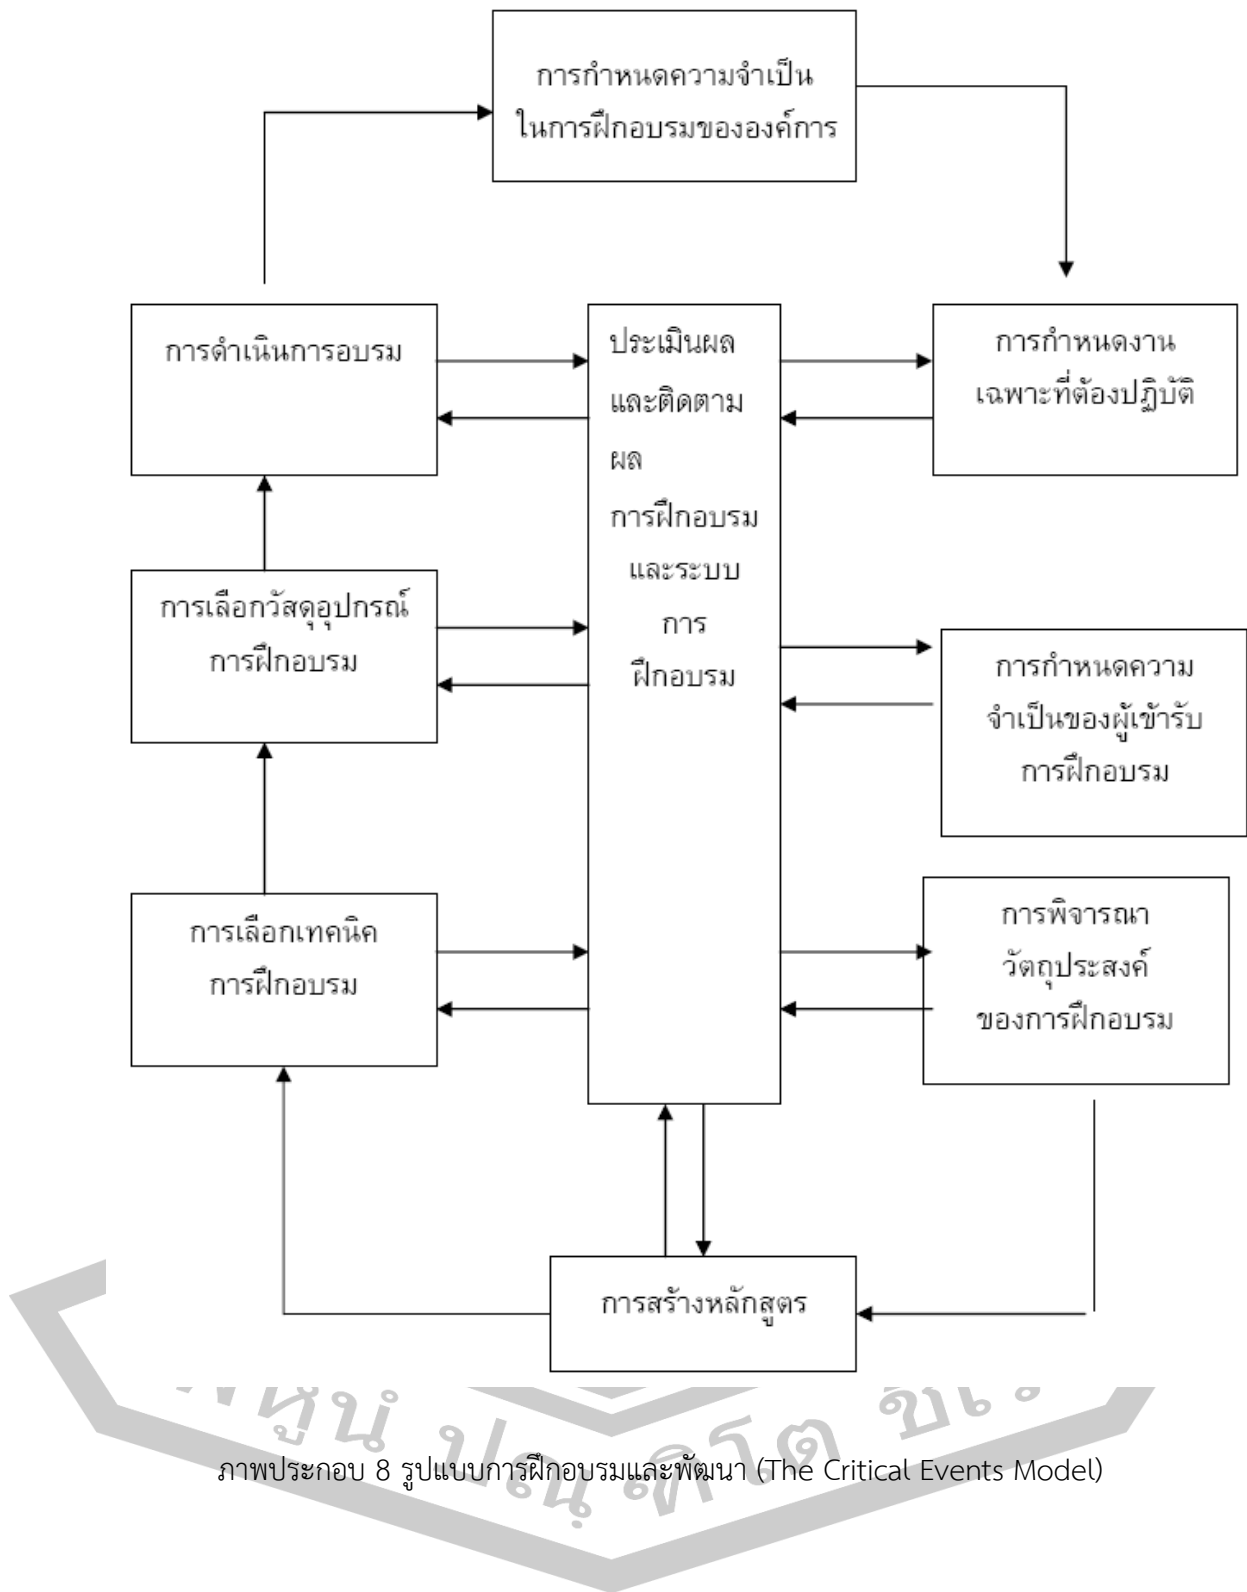 การกำหนดความจำเป็น
ในการฝึกอบรมขององค์การ
การดำเนินการอบรม
ประเมินผล
และติดตาม
ผล
การฝึกอบรม
และระบบ
การ
ฝึกอบรม
การกำหนดงาน
เฉพาะที่ต้องปฏิบัติ
การเลือกวัสดุอุปกรณ์
การฝึกอบรม
การกำหนดความ
จำเป็นของผู้เข้ารับ
การฝึกอบรม
การเลือกเทคนิค
การฝึกอบรม
การพิจารณา
วัตถุประสงค์
ของการฝึกอบรม
การสร้างหลักสูตร
ภาพประกอบ 8 รูปแบบการฝึกอบรมและพัฒนา (The Critical Events Model)